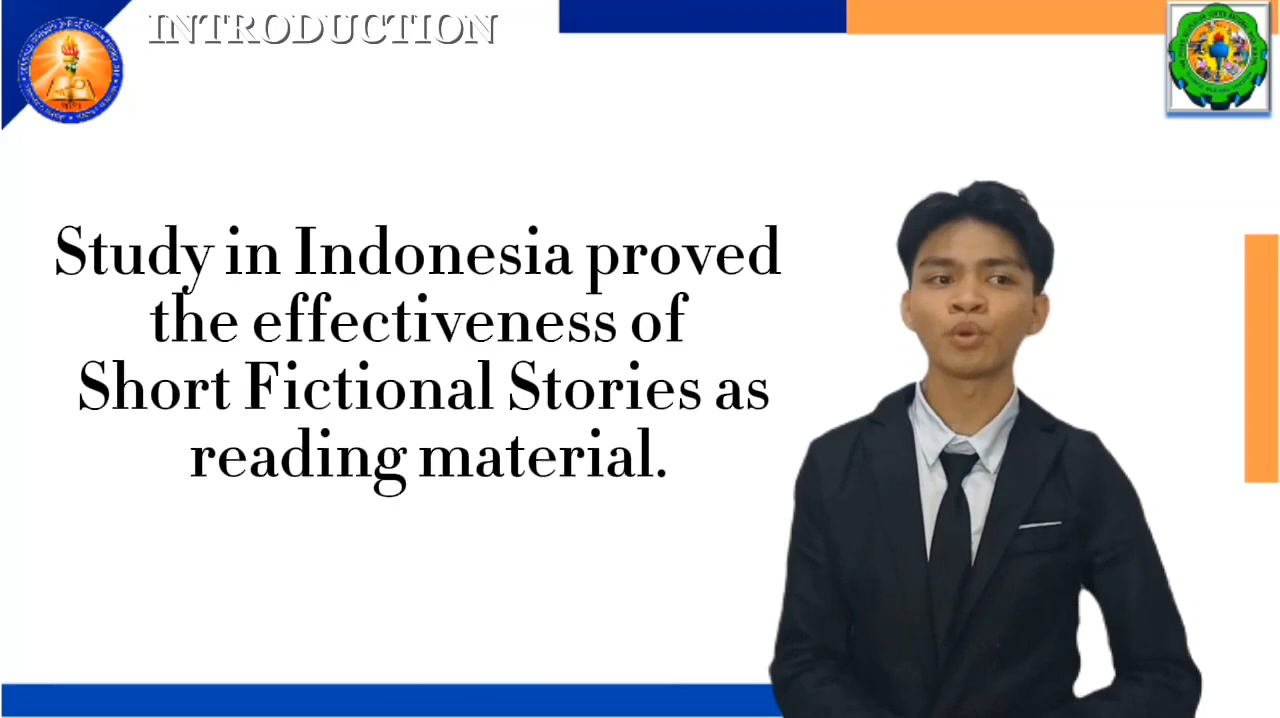 INTRODUCTION
Study in Indonesia proved
the effectiveness of
Short Fictional Stories as
reading material.